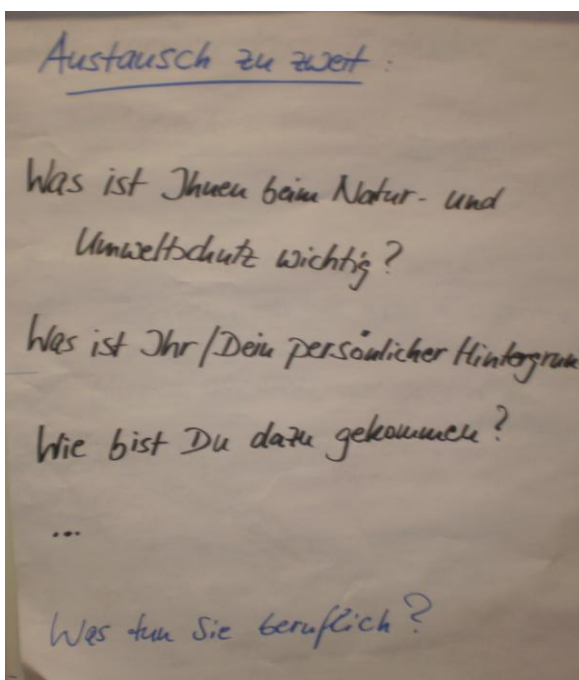 Austausch zu zweit:
Was ist Ihnen beim Natur- und
Umweltschutz wichtig?
Was ist Ihr/Dein persönlicher Hintergrun
Wie bist Du dazu gekommen?
...
Was tun Sie beruflich?